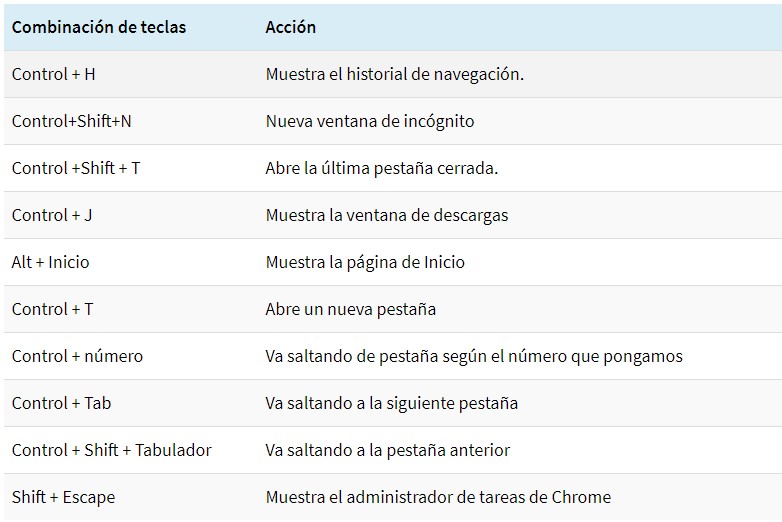 Combinación de teclas Acción
Control + H Muestra el historial de navegación.
Control+Shift+N Nueva ventana de incógnito
Control +Shift + T Abre la última pestaña cerrada.
Control + J Muestra la ventana de descargas
Alt + Inicio Muestra la página de Inicio
Control + T Abre un nueva pestaña
Control + número Va saltando de pestaña según el número que pongamos
Control + Tab Va saltando a la siguiente pestaña
Control + Shift + Tabulador Va saltando a la pestaña anterior
Shift + Escape Muestra el administrador de tareas de Chrome